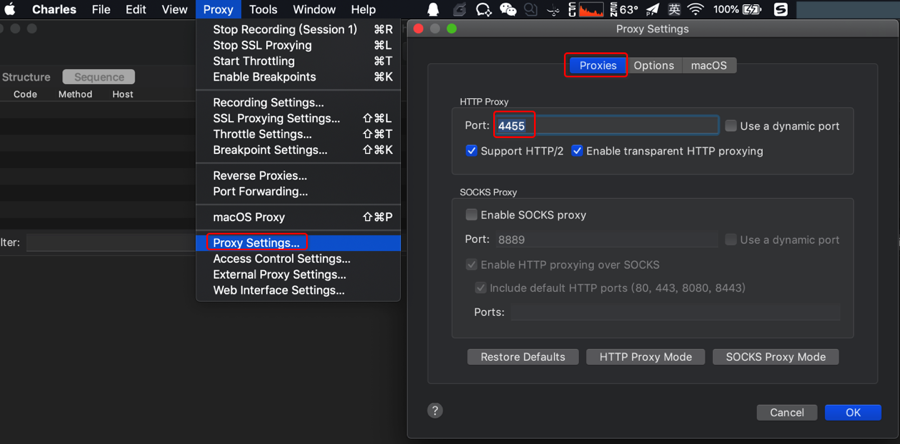 Charles File Edit View Proxy Tools Window Help 63° 英 100%
Stop Recording (Session 1) ⌘R
Stop SSL Proxying ⌘L
Start Throttling ⌘T
Enable Breakpoints ⌘K
Recording Settings...
SSL Proxying Settings... ⇧⌘L
Throttle Settings... ⇧⌘T
Breakpoint Settings... ⇧⌘K
Reverse Proxies...
Port Forwarding...
macOS Proxy ⇧⌘P
Proxy Settings...
Access Control Settings...
External Proxy Settings...
Web Interface Settings...
Structure Sequence
Code Method Host
lter:
Proxy Settings
Proxies Options macOS
HTTP Proxy
Port: 4455 Use a dynamic port
Support HTTP/2 Enable transparent HTTP proxying
SOCKS Proxy
Enable SOCKS proxy
Port: 8889 Use a dynamic port
Enable HTTP proxying over SOCKS
Include default HTTP ports (80, 443, 8080, 8443)
Ports:
Restore Defaults HTTP Proxy Mode SOCKS Proxy Mode
? Cancel OK